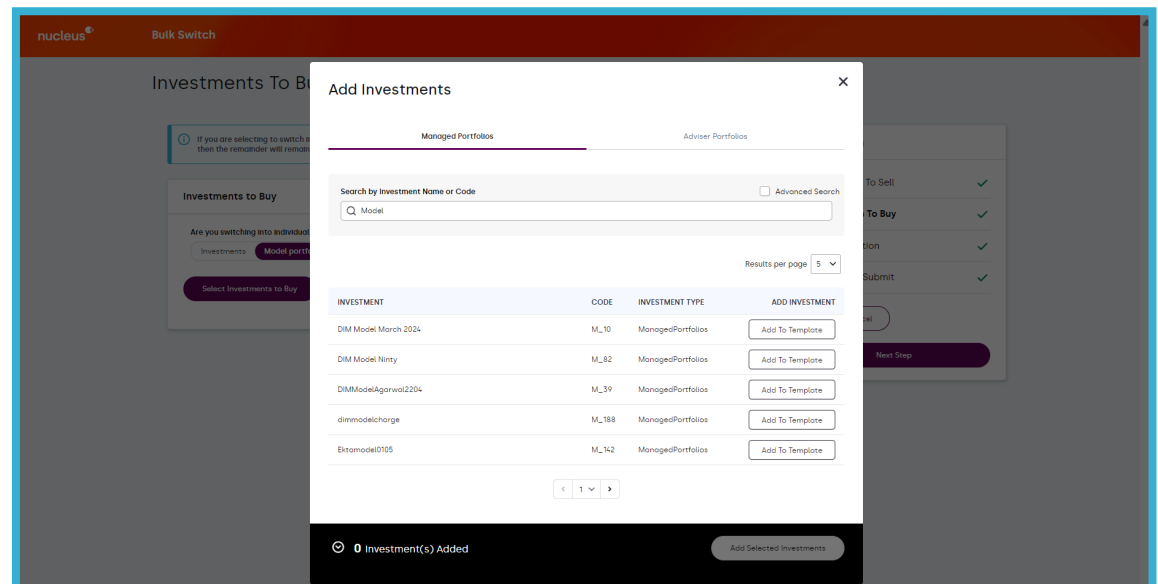 nucleus
Bulk Switch
Investments To
Add Investments
Managed Portfolios
Adviser Portfolios
If you are selecting to switch
then the remainder will remain
Search by Investment Name or Code
Advanced Search
Model
Investments to Buy
Are you switching into individual
Investments
Model
Select Investments to Buy
To Sell
To Buy
Submit
Next Step
Results per page 5
INVESTMENT CODE INVESTMENT TYPE ADD INVESTMENT
DIM Model March 2024 M_10 ManagedPortfolios Add To Template
DIM Model Ninty M_82 ManagedPortfolios Add To Template
DIMModelAgarwal2204 M_39 ManagedPortfolios Add To Template
dimmodelcharge M_188 ManagedPortfolios Add To Template
Ektamodel0105 M_142 ManagedPortfolios Add To Template
1
0 Investment(s) Added
Add Selected Investments